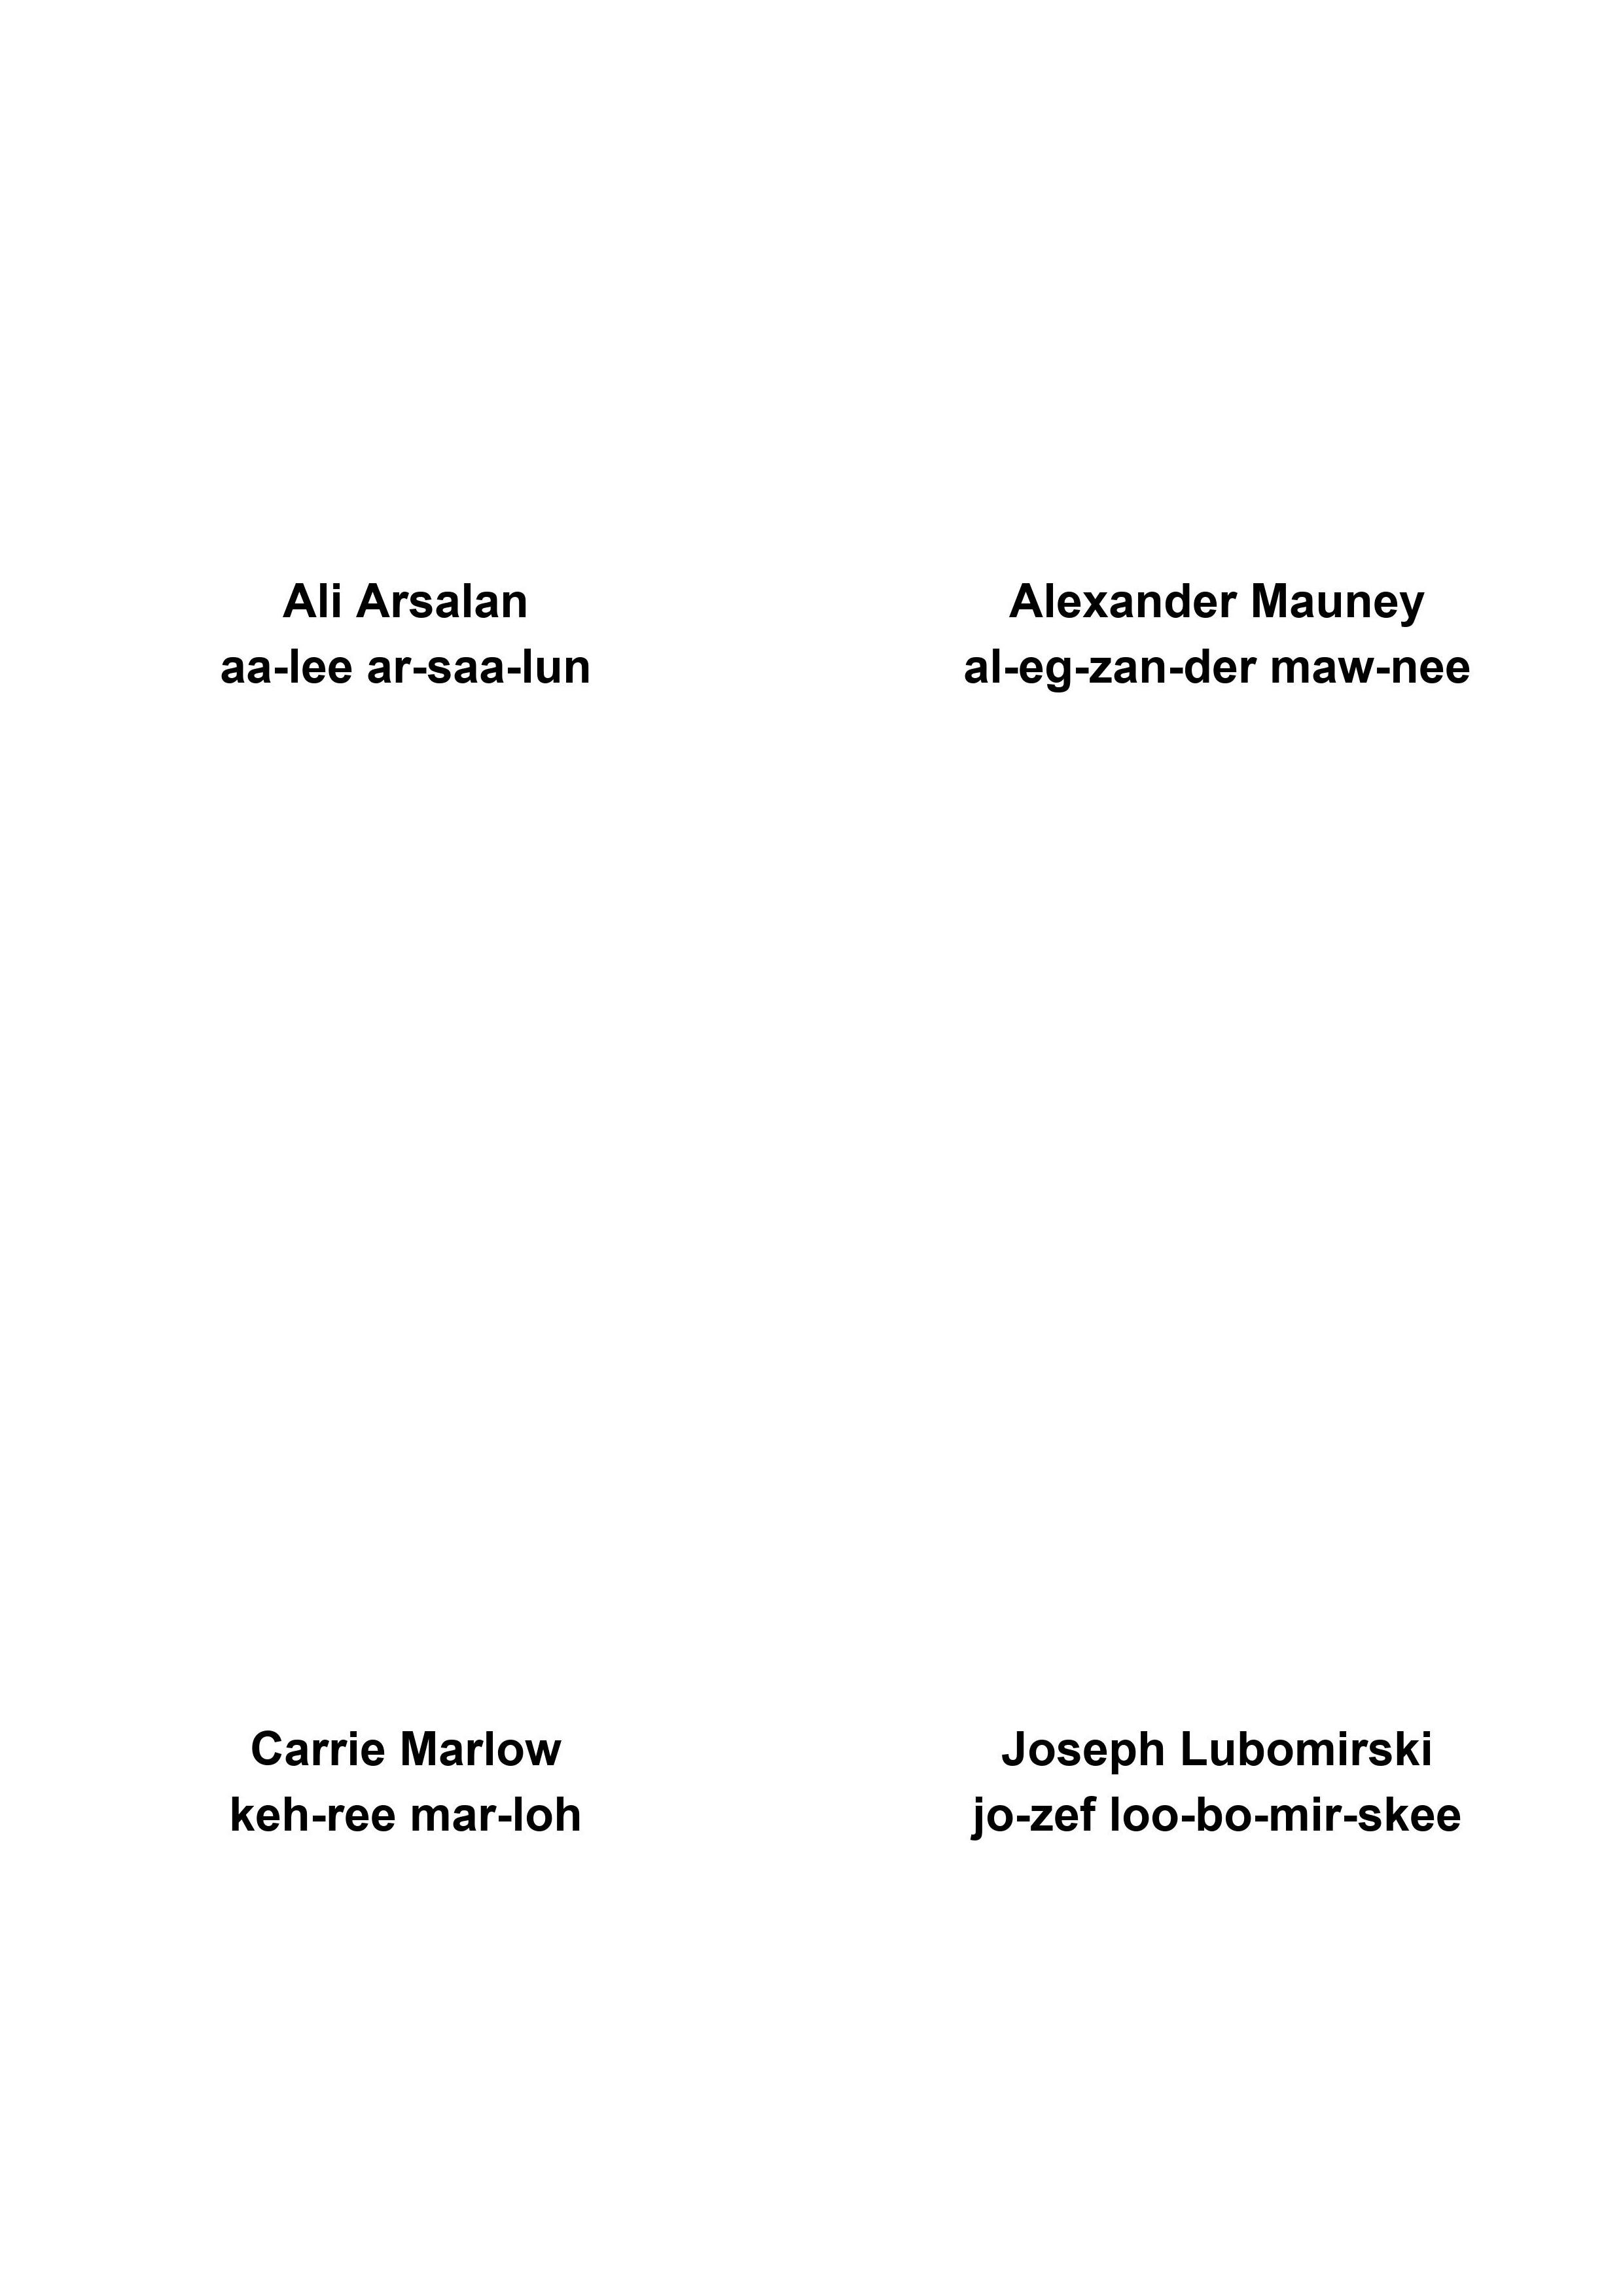 Ali Arsalan
aa-lee ar-saa-lun
Alexander Mauney
al-eg-zan-der maw-nee
Carrie Marlow
keh-ree mar-loh
Joseph Lubomirski
jo-zef loo-bo-mir-skee